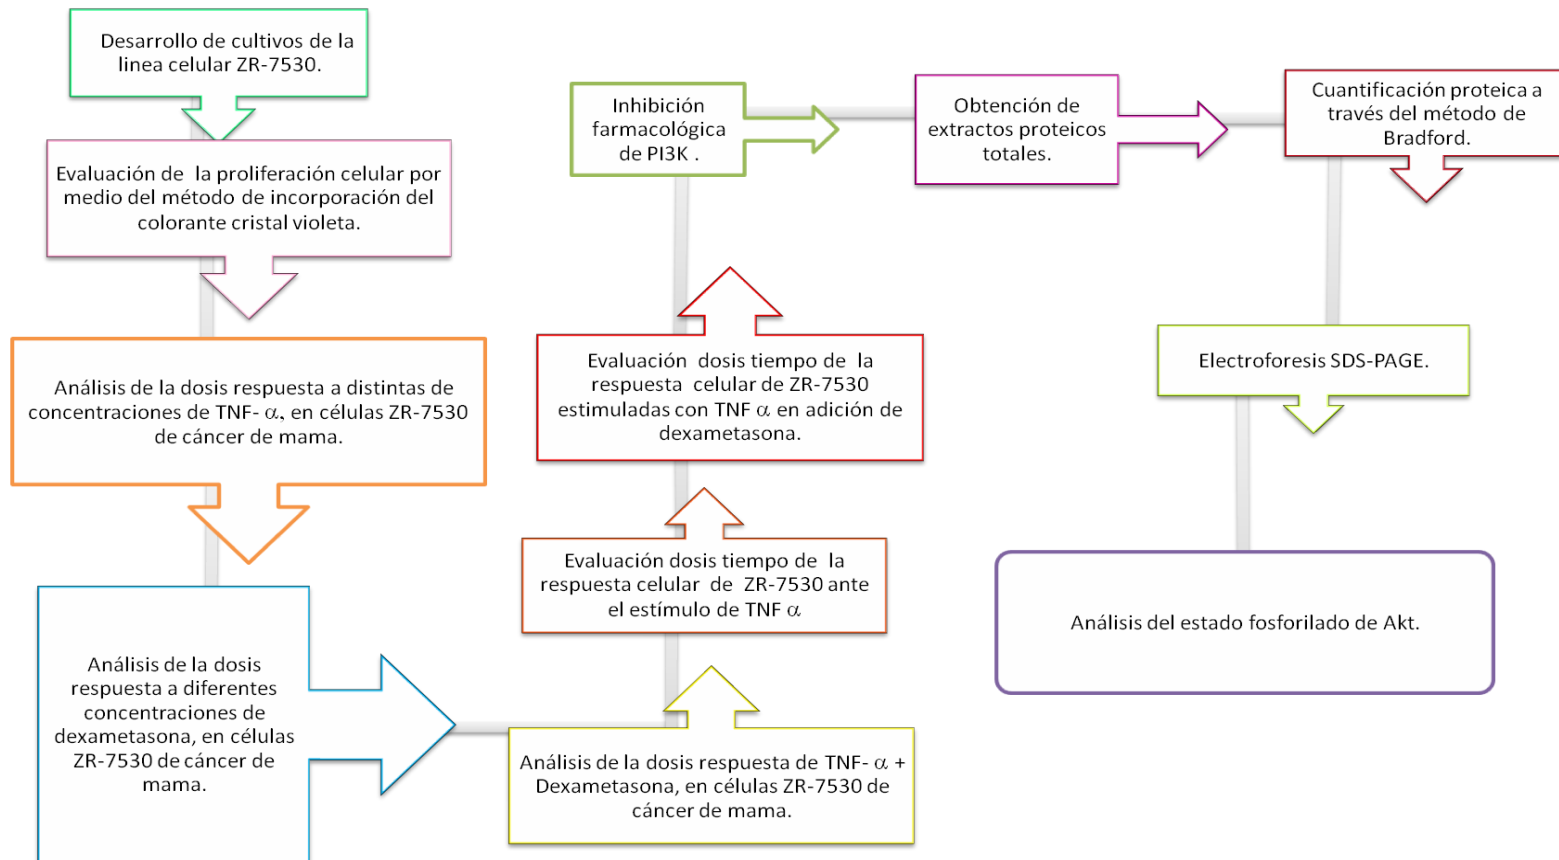 Desarrollo de cultivos de la
linea celular ZR-7530.
Evaluación de  la proliferación celular por
medio del método de incorporación del
colorante cristal violeta.
Análisis de la dosis respuesta a distintas de
concentraciones de TNF- α, en células ZR-7530
de cáncer de mama.
Análisis de la dosis
respuesta a diferentes
concentraciones de
dexametasona, en células
ZR-7530 de cáncer de
mama.
Análisis de la dosis respuesta de TNF- α +
Dexametasona, en células ZR-7530 de
cáncer de mama.
Evaluación dosis tiempo de  la
respuesta celular  de  ZR-7530 ante
el estímulo de TNF α
Evaluación  dosis tiempo de  la
respuesta  celular de ZR-7530
estimuladas con TNF α en adición de
dexametasona.
Inhibición
farmacológica
de PI3K .
Obtención de
extractos proteicos
totales.
Cuantificación proteica a
través del método de
Bradford.
Electroforesis SDS-PAGE.
Análisis del estado fosforilado de Akt.